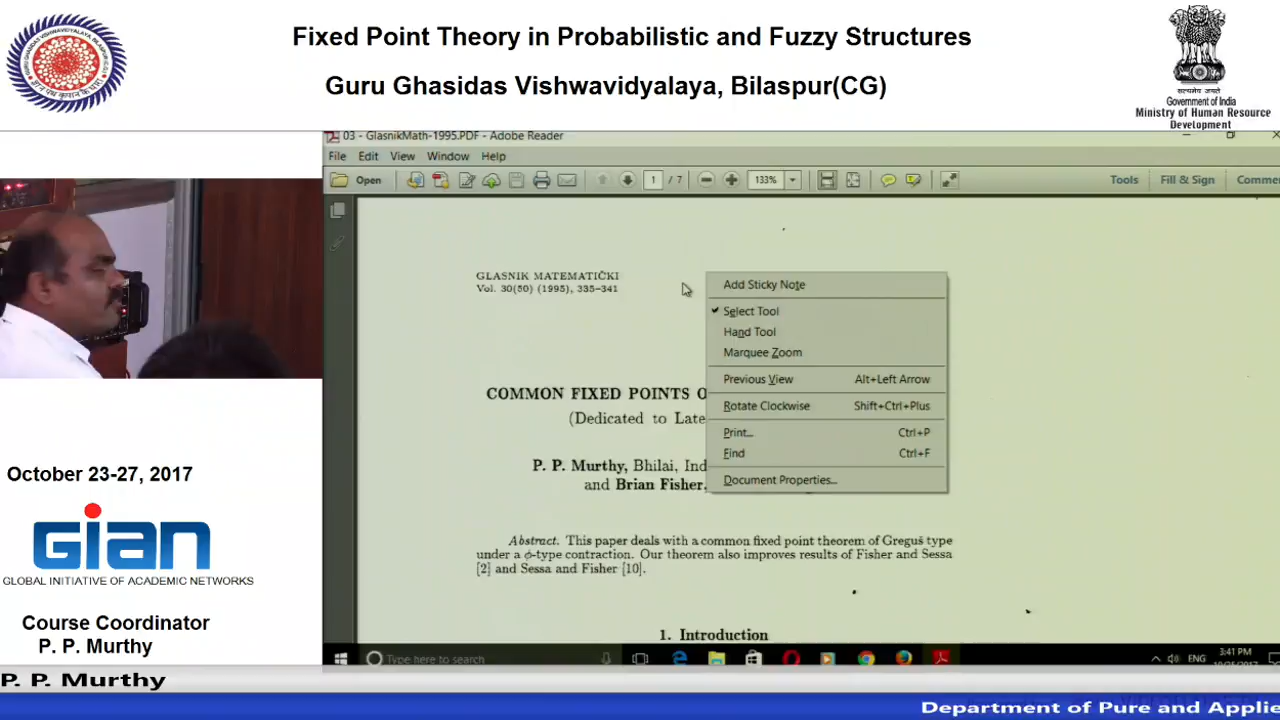 Fixed Point Theory in Probabilistic and Fuzzy Structures
Guru Ghasidas Vishwavidyalaya, Bilaspur(CG)
सत्यमेव जयते
Government of India
Ministry of Human Resource
Development
03 - GlasnikMath-1995.PDF - Adobe Reader
File Edit View Window Help
Open 1 / 7 133% Tools Fill & Sign Comme
GLASNIK MATEMATIČKI
Vol. 30(50) (1995), 335–341
Add Sticky Note
Select Tool
Hand Tool
Marquee Zoom
Previous View Alt+Left Arrow
Rotate Clockwise Shift+Ctrl+Plus
Print... Ctrl+P
Find Ctrl+F
Document Properties...
COMMON FIXED POINTS O
(Dedicated to Late
P. P. Murthy, Bhilai, Ind
and Brian Fisher,
Abstract. This paper deals with a common fixed point theorem of Greguš type
under a ϕ-type contraction. Our theorem also improves results of Fisher and Sessa
[2] and Sessa and Fisher [10].
1. Introduction
Type here to search
ENG
3:41 PM
October 23-27, 2017
GIAN
GLOBAL INITIATIVE OF ACADEMIC NETWORKS
Course Coordinator
P. P. Murthy
P. P. Murthy
Department of Pure and Applie